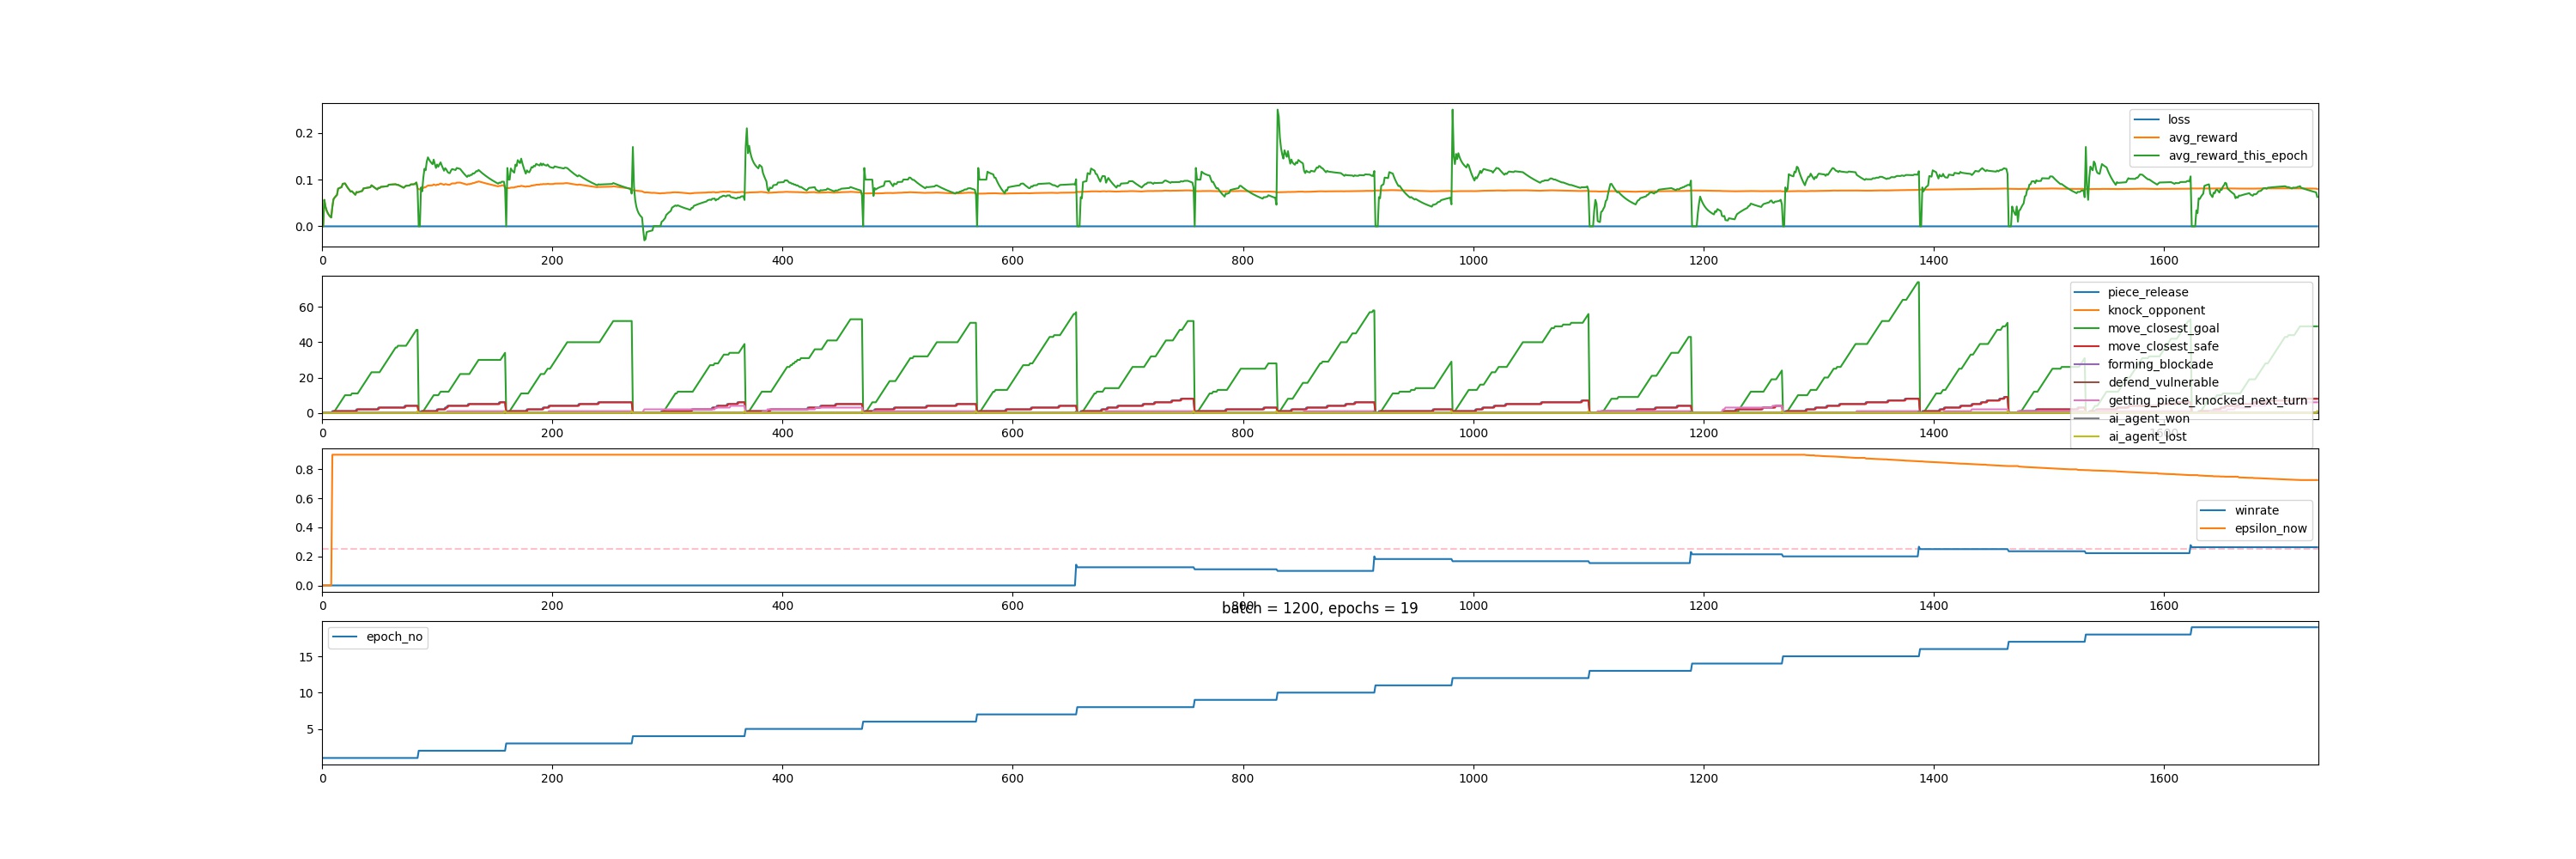 0.2
0.1
0.0
loss
avg_reward
avg_reward_this_epoch
0 200 400 600 800 1000 1200 1400 1600
60
40
20
0
piece_release
knock_opponent
move_closest_goal
move_closest_safe
forming_blockade
defend_vulnerable
getting_piece_knocked_next_turn
ai_agent_won
ai_agent_lost
0 200 400 600 800 1000 1200 1400 1600
0.8
0.6
0.4
0.2
0.0
winrate
epsilon_now
0 200 400 600 800 1000 1200 1400 1600
batch = 1200, epochs = 19
epoch_no
15
10
5
0 200 400 600 800 1000 1200 1400 1600